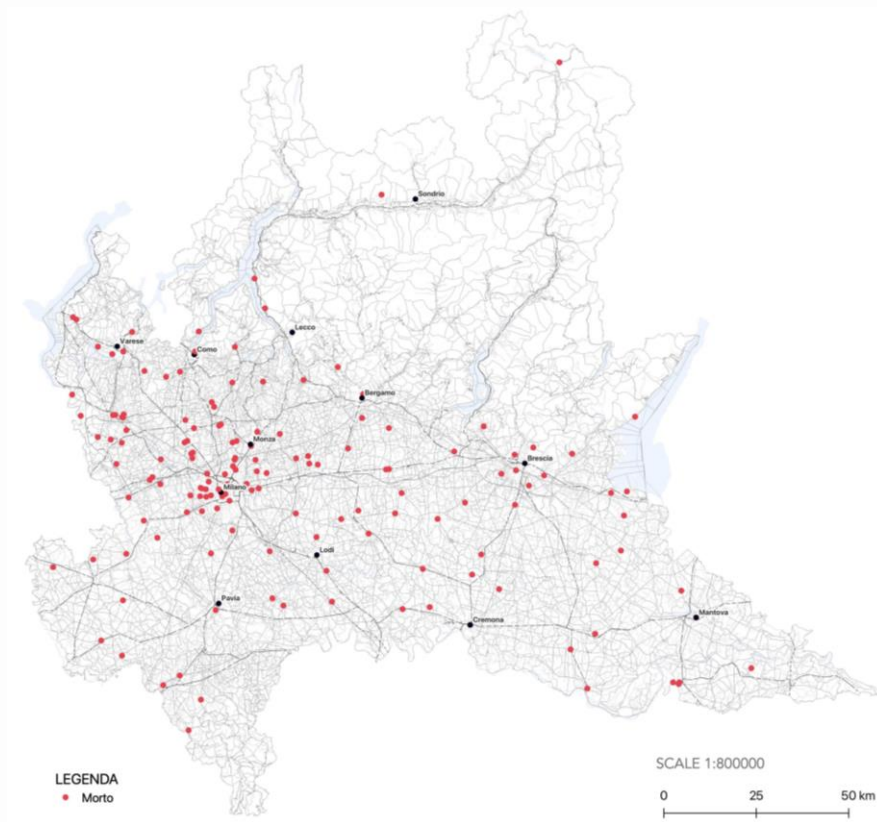 Sondrio
Lecco
Varese
Como
Bergamo
Monza
Brescia
Milano
Lodi
Pavia
Mantova
Cremona
SCALE 1:800000
LEGENDA
Morto
0 25 50 km